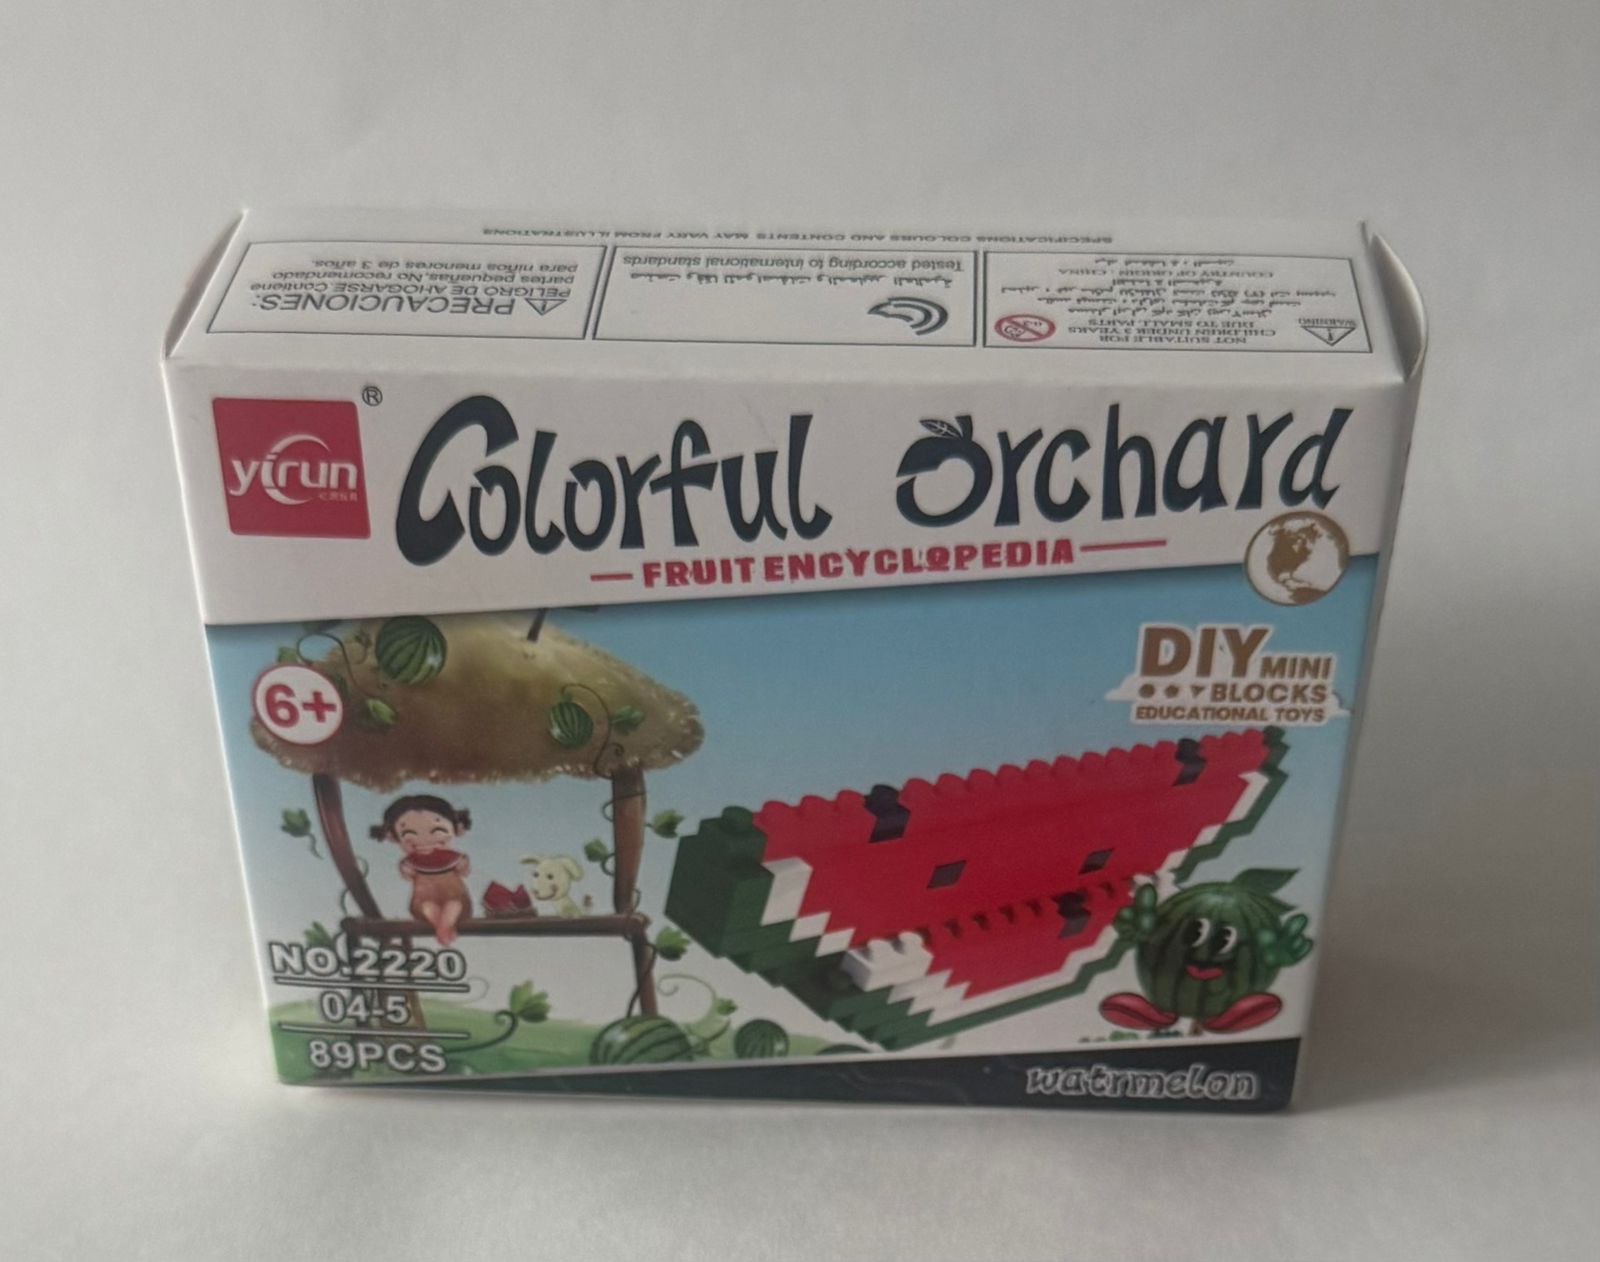 SPECIFICATIONS COLOURS AND CONTENTS MAY VARY FROM ILLUSTRATIONS
PRECAUCIONES:
PELIGRO DE AHOGARSE Contiene
partes pequeñas, No recomendado
para niños menores de 3 años.
Tested according to international standards
WARNING
NOT SUITABLE FOR
CHILDREN UNDER 3 YEARS
DUE TO SMALL PARTS
0-3
COUNTRY OF ORIGIN : CHINA
yirun
®
Colorful Orchard
FRUIT ENCYCLOPEDIA
6+
DIY MINI
BLOCKS
EDUCATIONAL TOYS
NO.2220
04-5
89PCS
watrmelon